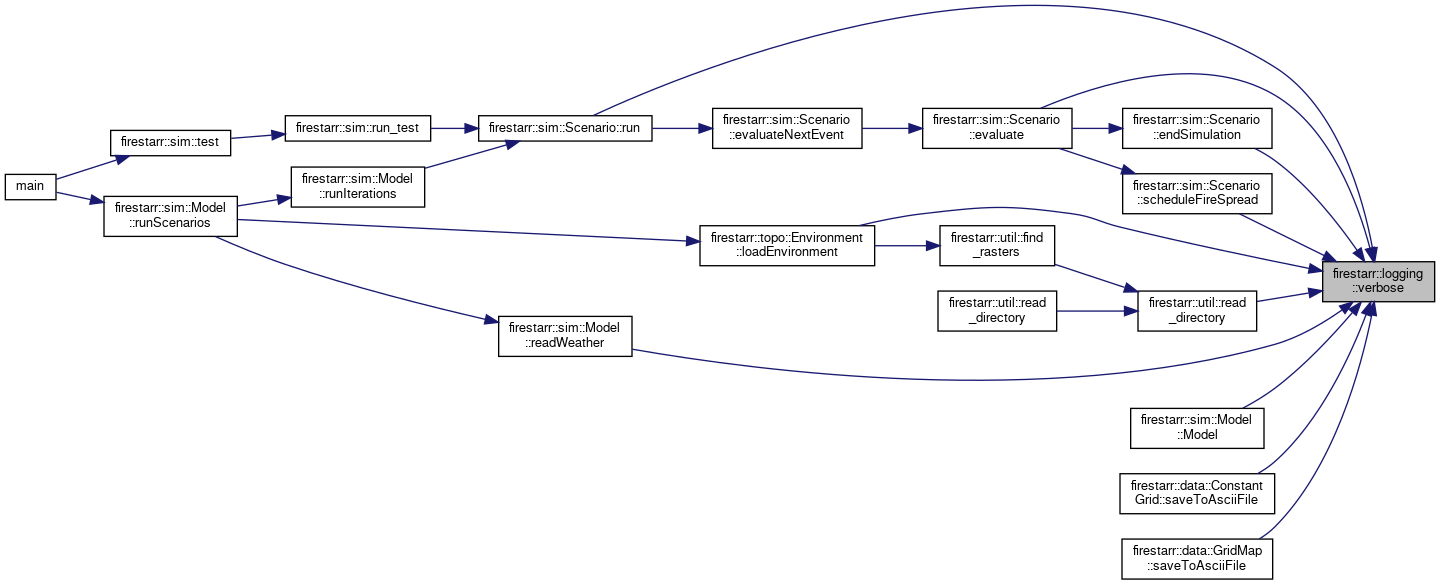 main
firestarr::sim::test
firestarr::sim::Model
::runScenarios
firestarr::sim::run_test
firestarr::sim::Model
::runIterations
firestarr::sim::Scenario::run
firestarr::sim::Model
::readWeather
firestarr::sim::Scenario
::evaluateNextEvent
firestarr::topo::Environment
::loadEnvironment
firestarr::sim::Scenario
::evaluate
firestarr::util::find
_rasters
firestarr::util::read
_directory
firestarr::sim::Scenario
::endSimulation
firestarr::sim::Scenario
::scheduleFireSpread
firestarr::util::read
_directory
firestarr::sim::Model
::Model
firestarr::data::Constant
Grid::saveToAsciiFile
firestarr::data::GridMap
::saveToAsciiFile
firestarr::logging
::verbose